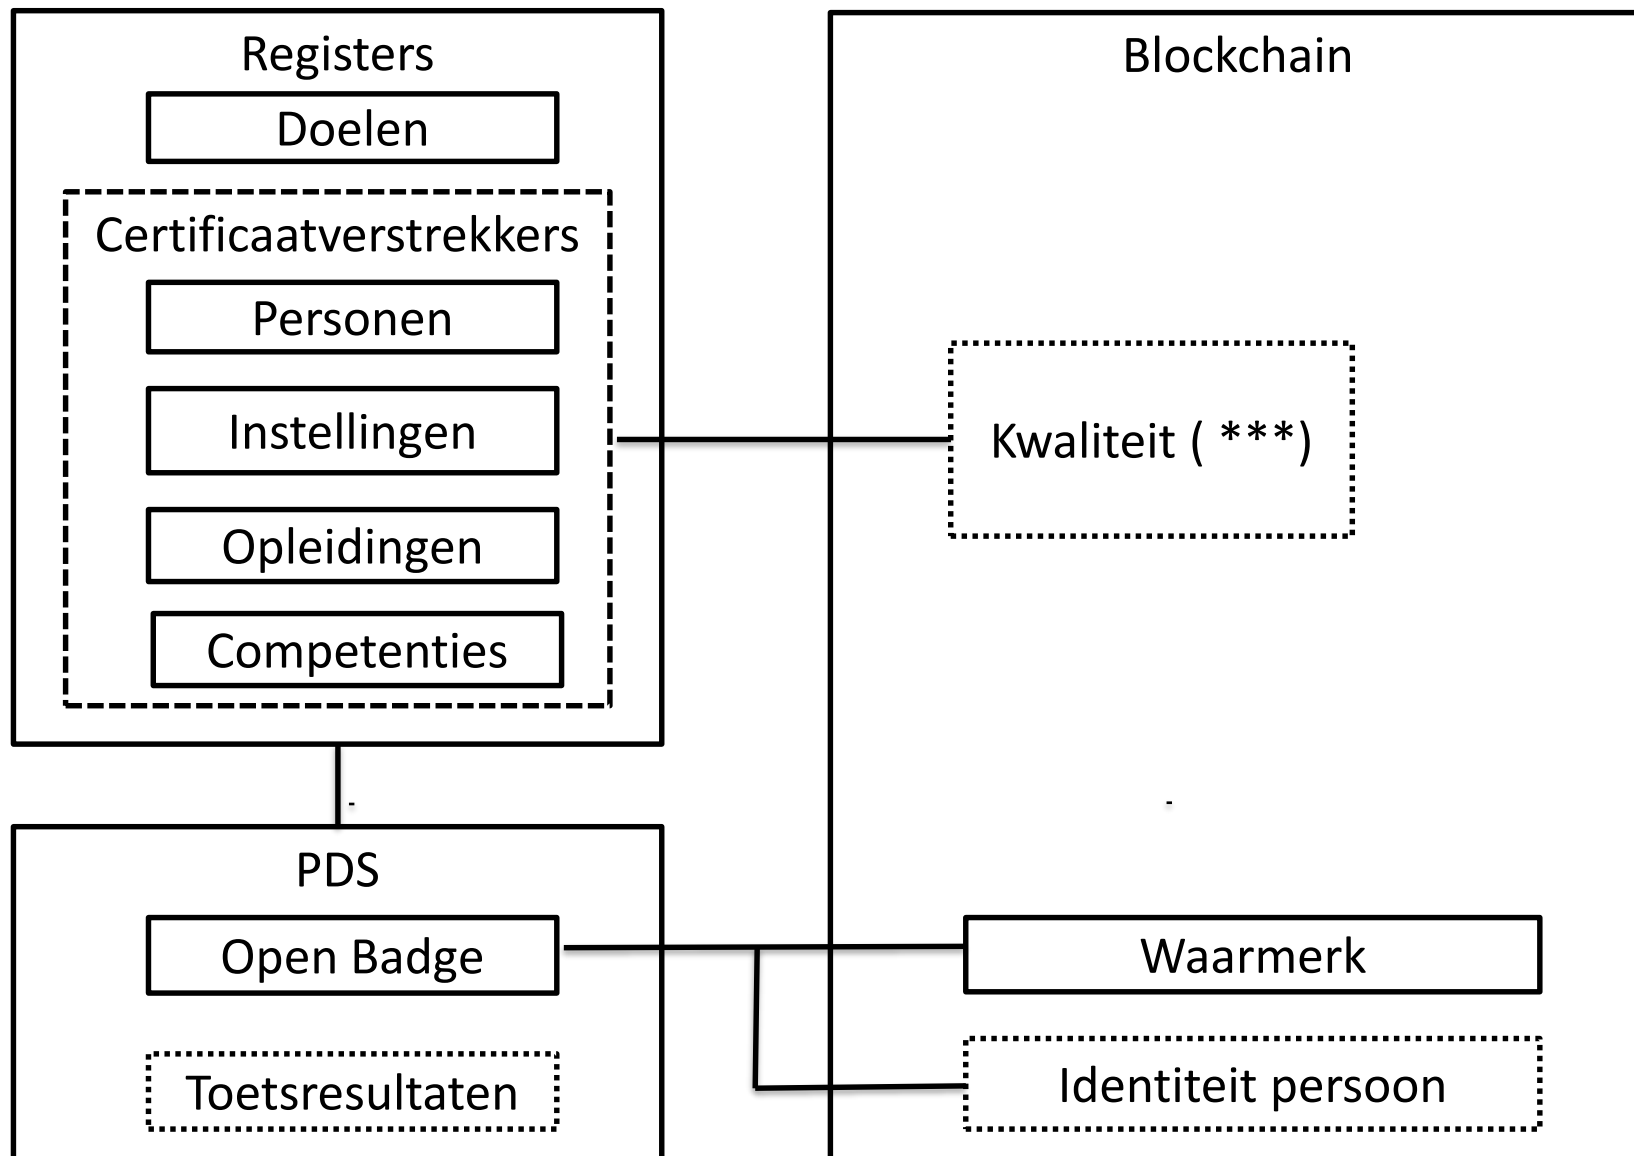 Registers
Doelen
Certificaatverstrekkers
Personen
Instellingen
Opleidingen
Competenties
-
PDS
Open Badge
Toetsresultaten
Blockchain
Kwaliteit ( ***)
-
Waarmerk
Identiteit persoon